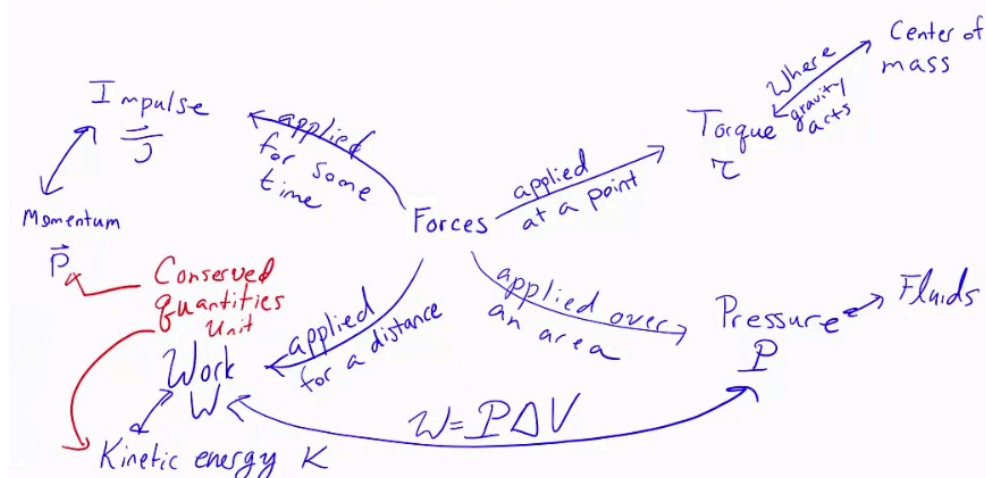 Center of
mass
Where
gravity
acts
Impulse
J
applied
for some
time
Torque
τ
applied
at a point
Momentum
P
Forces
Conserved
quantities
Unit
applied over
an area
Fluids
Pressure
P
applied
for a distance
Work
W
W=PΔV
Kinetic energy K